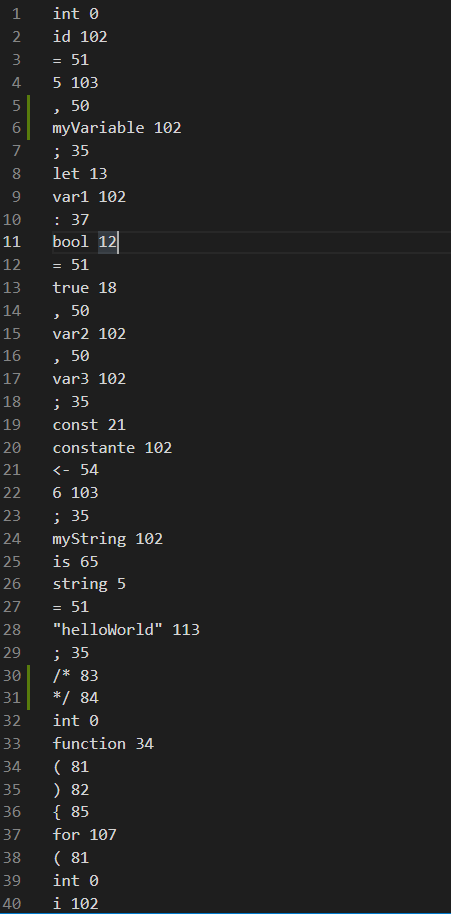 1 int 0
2 id 102
3 = 51
4 5 103
5 , 50
6 myVariable 102
7 ; 35
8 let 13
9 var1 102
10 : 37
11 bool 12
12 = 51
13 true 18
14 , 50
15 var2 102
16 , 50
17 var3 102
18 ; 35
19 const 21
20 constante 102
21 <- 54
22 6 103
23 ; 35
24 myString 102
25 is 65
26 string 5
27 = 51
28 "helloWorld" 113
29 ; 35
30 /* 83
31 */ 84
32 int 0
33 function 34
34 ( 81
35 ) 82
36 { 85
37 for 107
38 ( 81
39 int 0
40 i 102